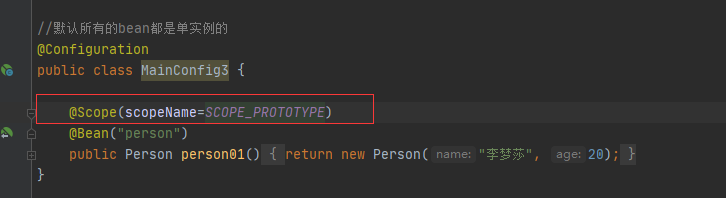 //默认所有的bean都是单实例的
@Configuration
public class MainConfig3 {
@Scope(scopeName=SCOPE_PROTOTYPE)
@Bean("person")
public Person person01() { return new Person( name: "李梦莎", age: 20); }
}